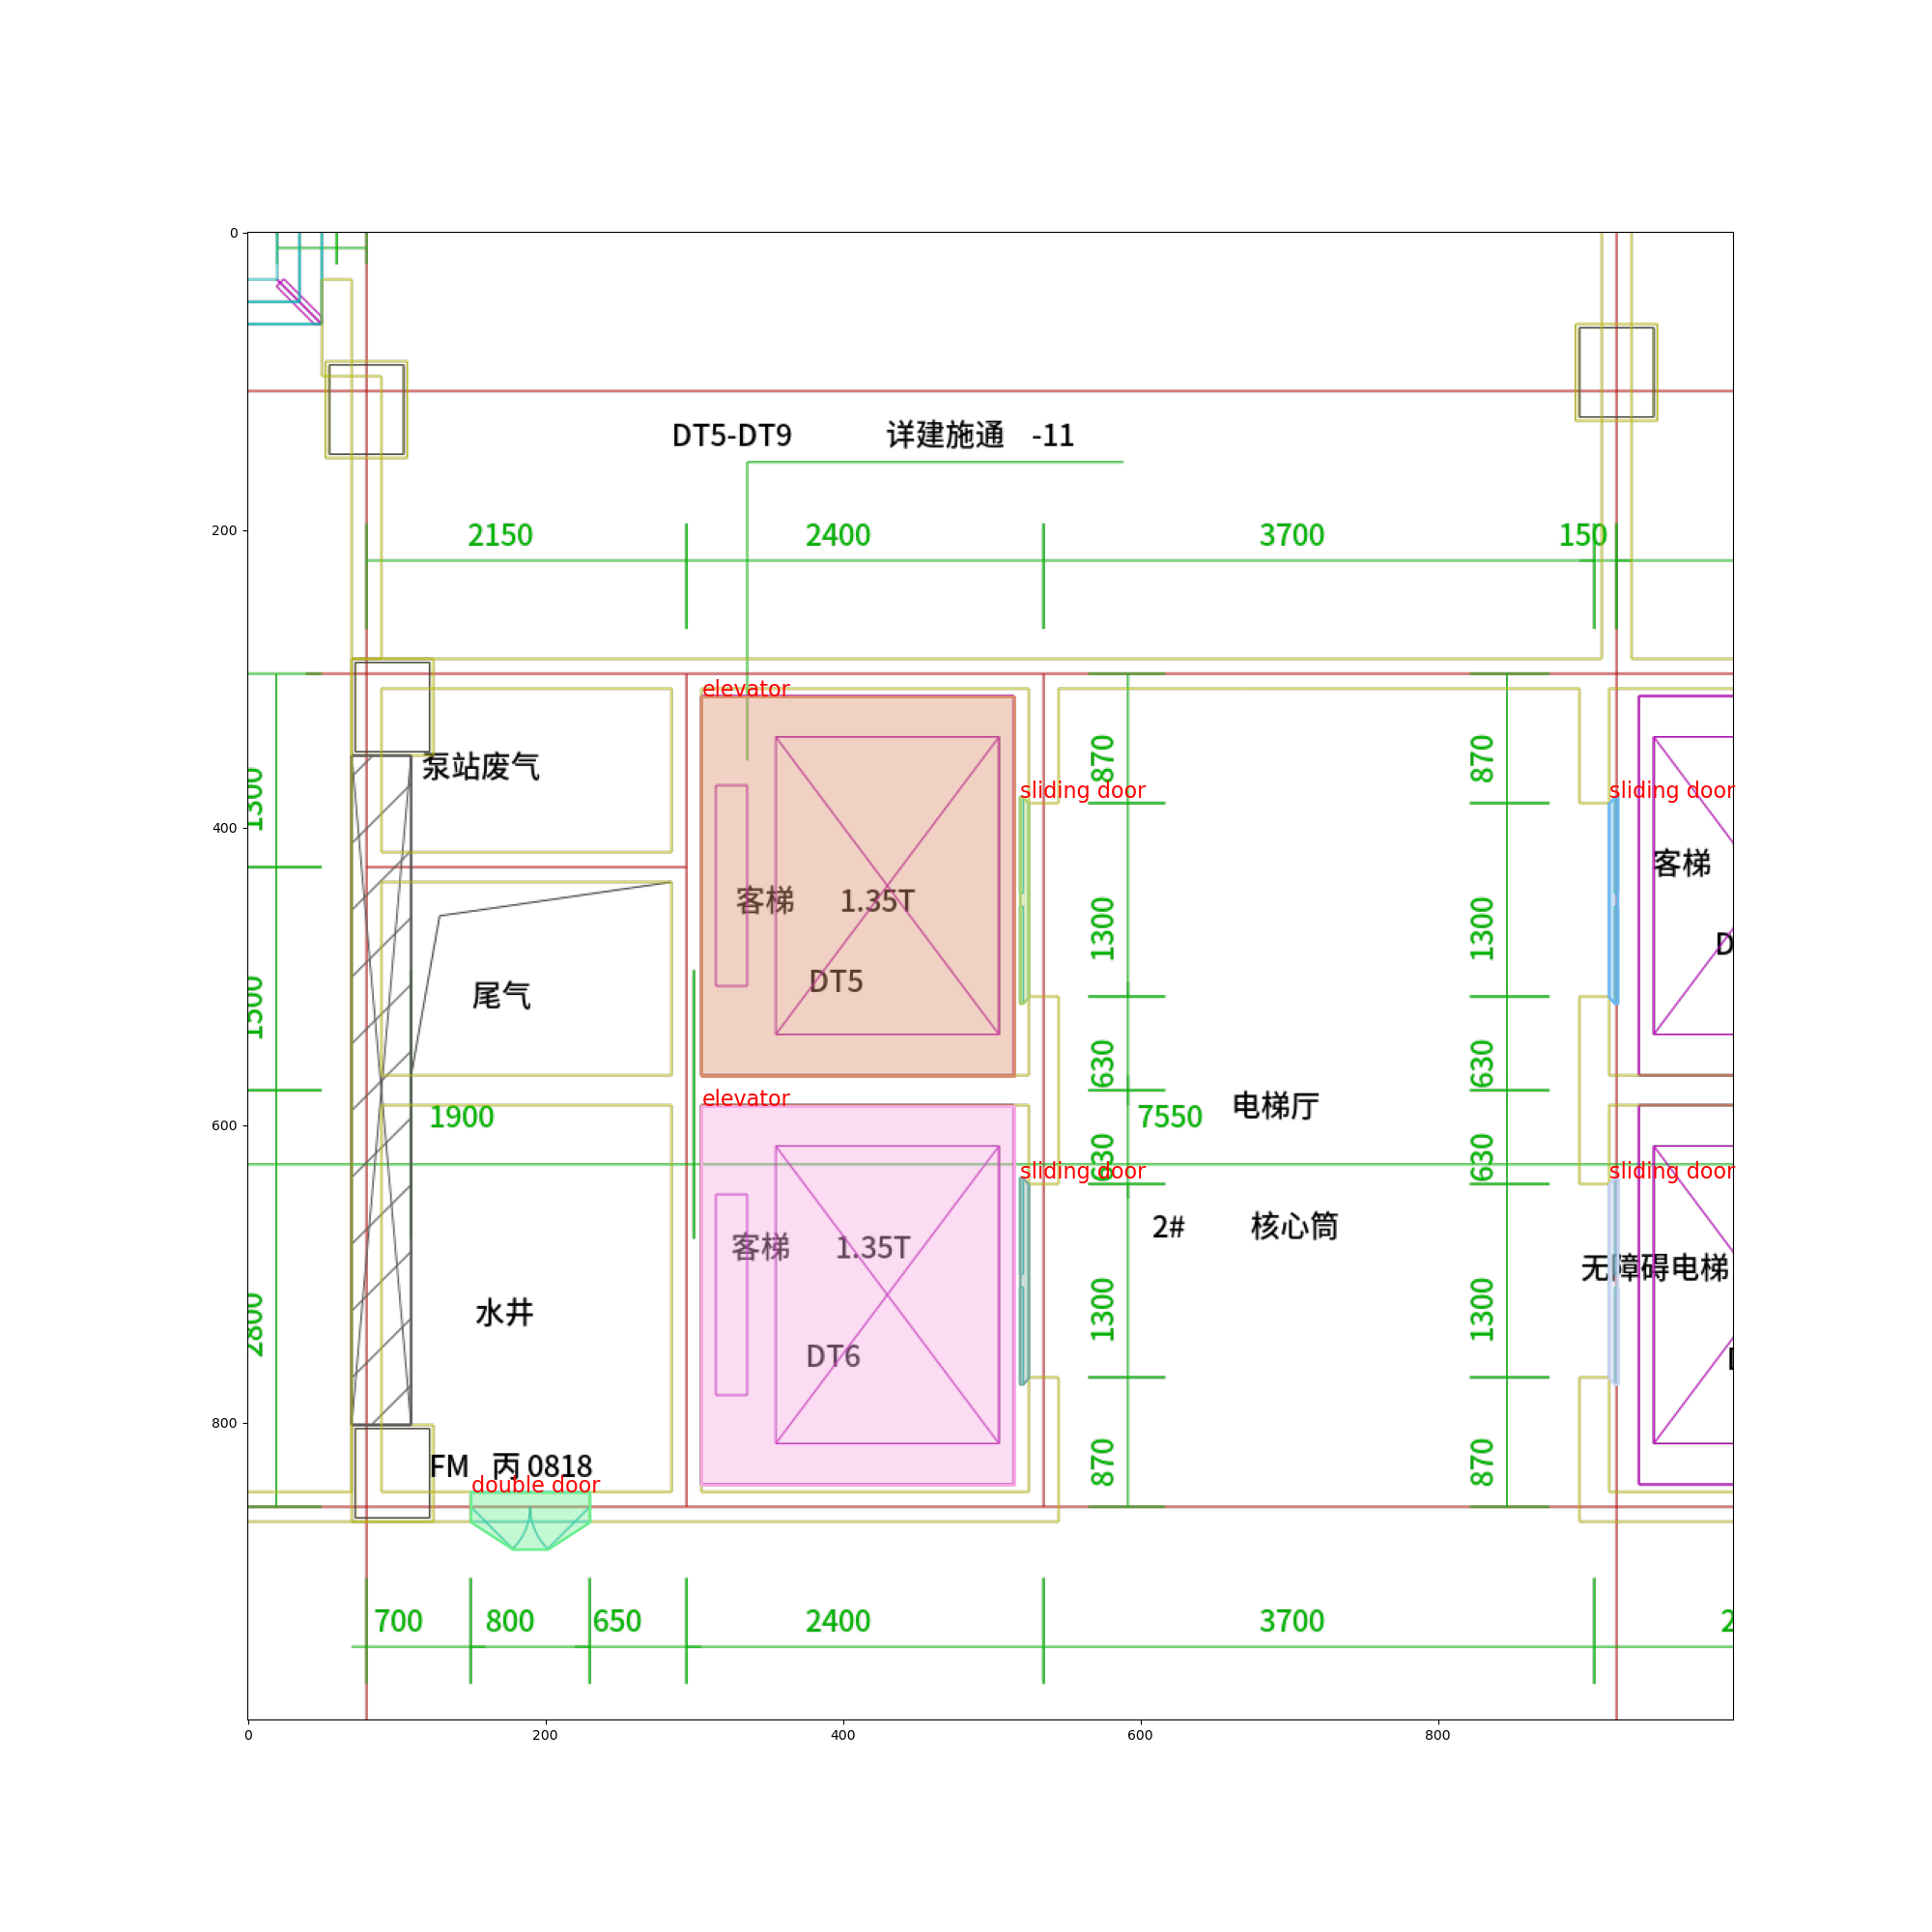 0
DT5-DT9 详建施通 -11
200
2150 2400 3700 150
elevator
泵站废气
870 870
1300
sliding door sliding door
400
客梯
客梯 1.35T
1300 1300
D
DT5
尾气
1500
630 630
elevator
600
1900
7550
电梯厅
630 630
sliding door sliding door
2# 核心筒
客梯 1.35T
无障碍电梯
水井
2800
1300 1300
DT6
800
870 870
FM 丙 0818
double door
700 800 650 2400 3700 2
0 200 400 600 800